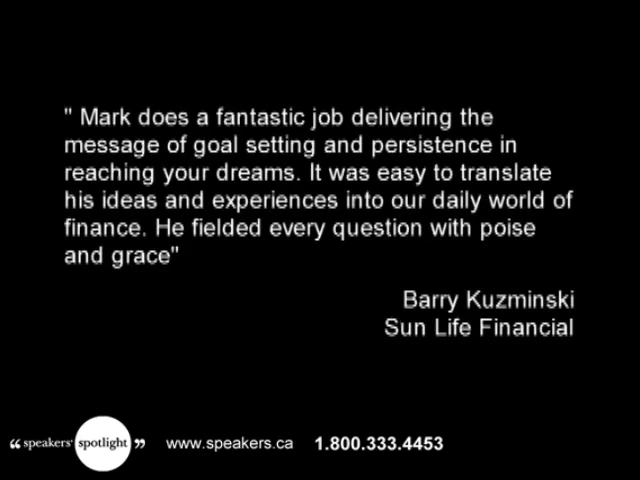 " Mark does a fantastic job delivering the
message of goal setting and persistence in
reaching your dreams. It was easy to translate
his ideas and experiences into our daily world of
finance. He fielded every question with poise
and grace"
Barry Kuzminski
Sun Life Financial
“ speakers' spotlight ” www.speakers.ca 1.800.333.4453